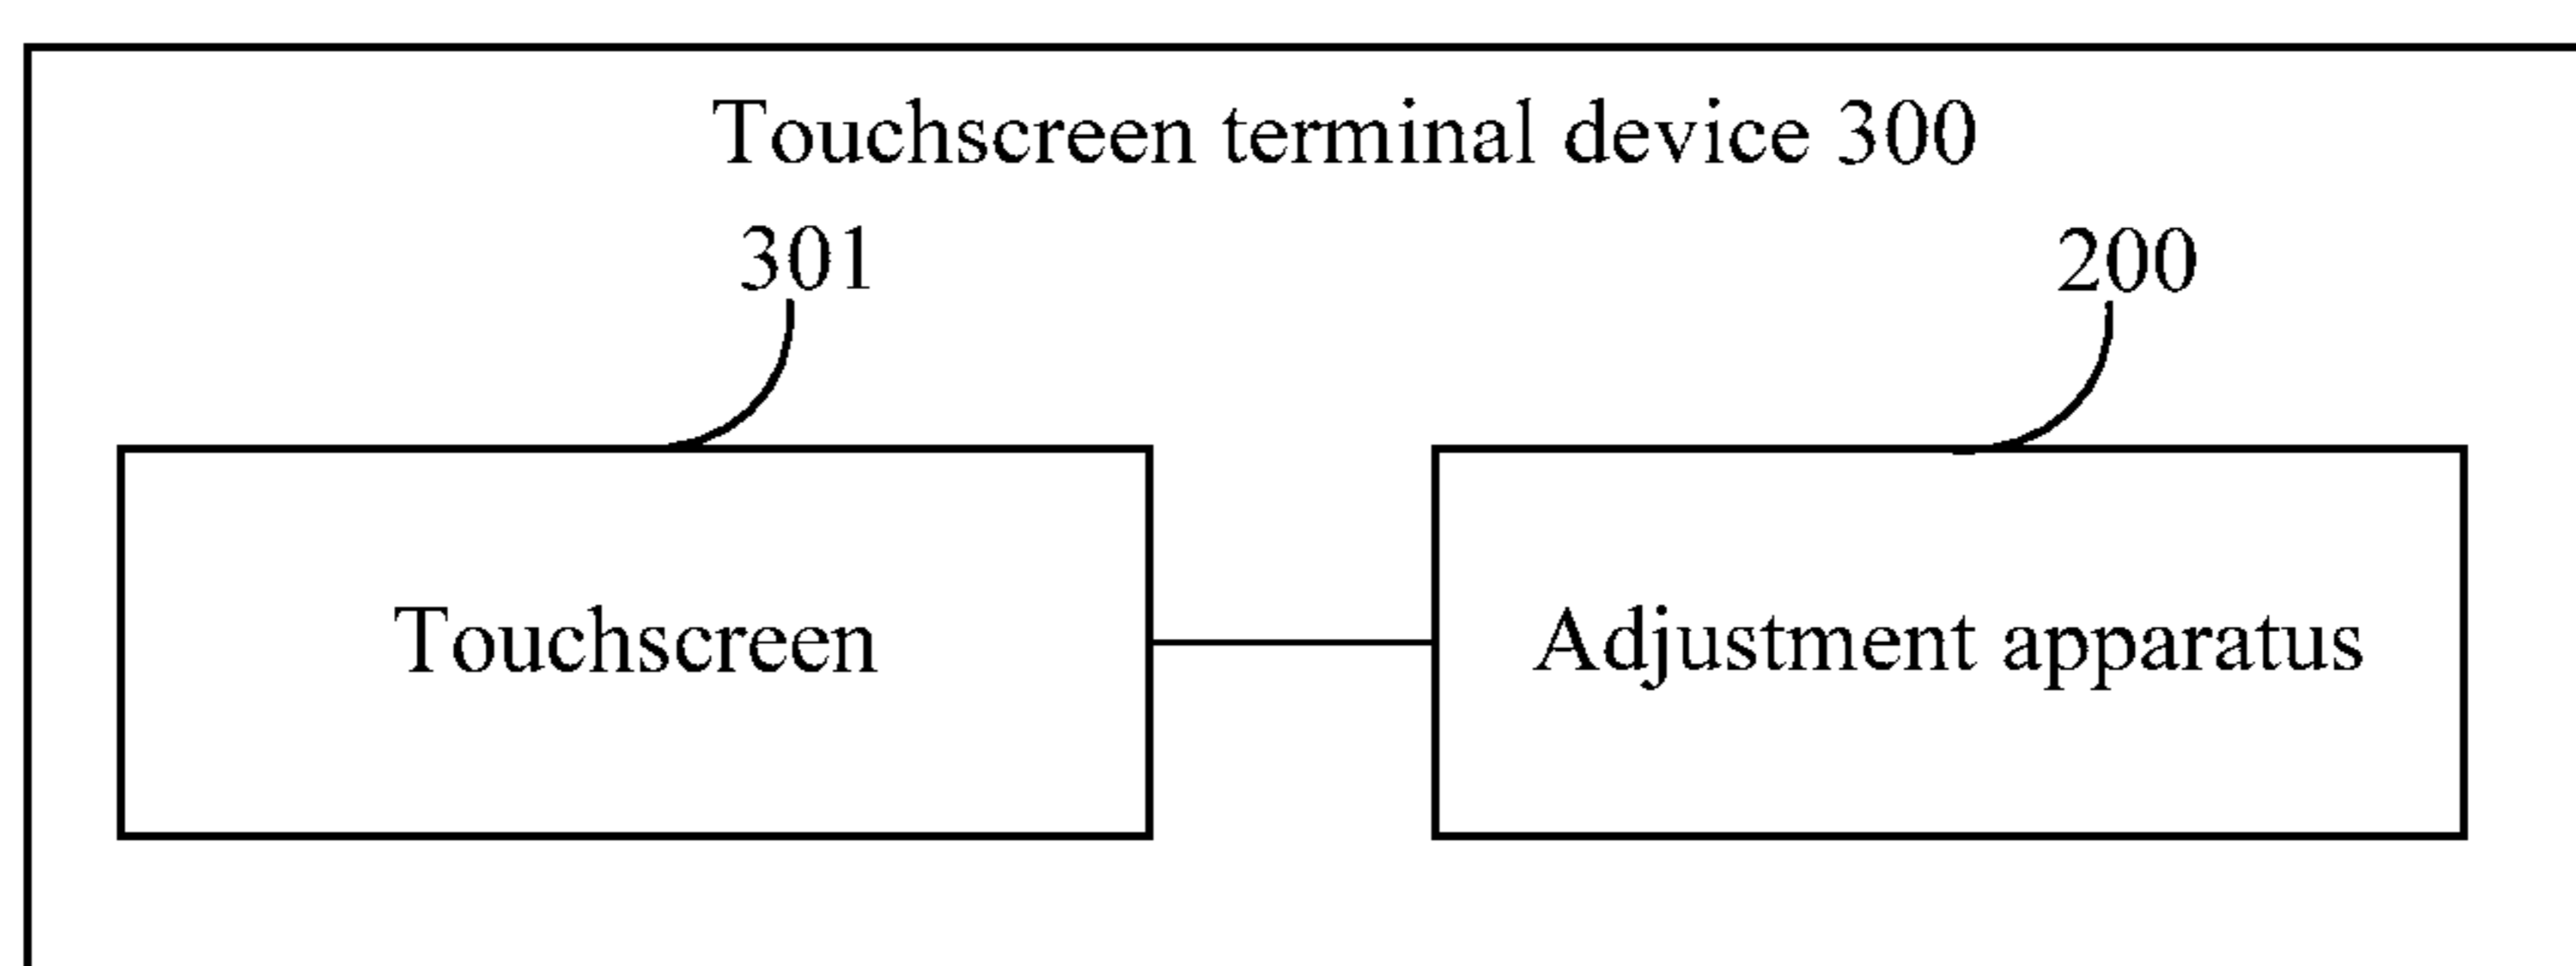 Touchscreen terminal device 300
301
200
Touchscreen
Adjustment apparatus